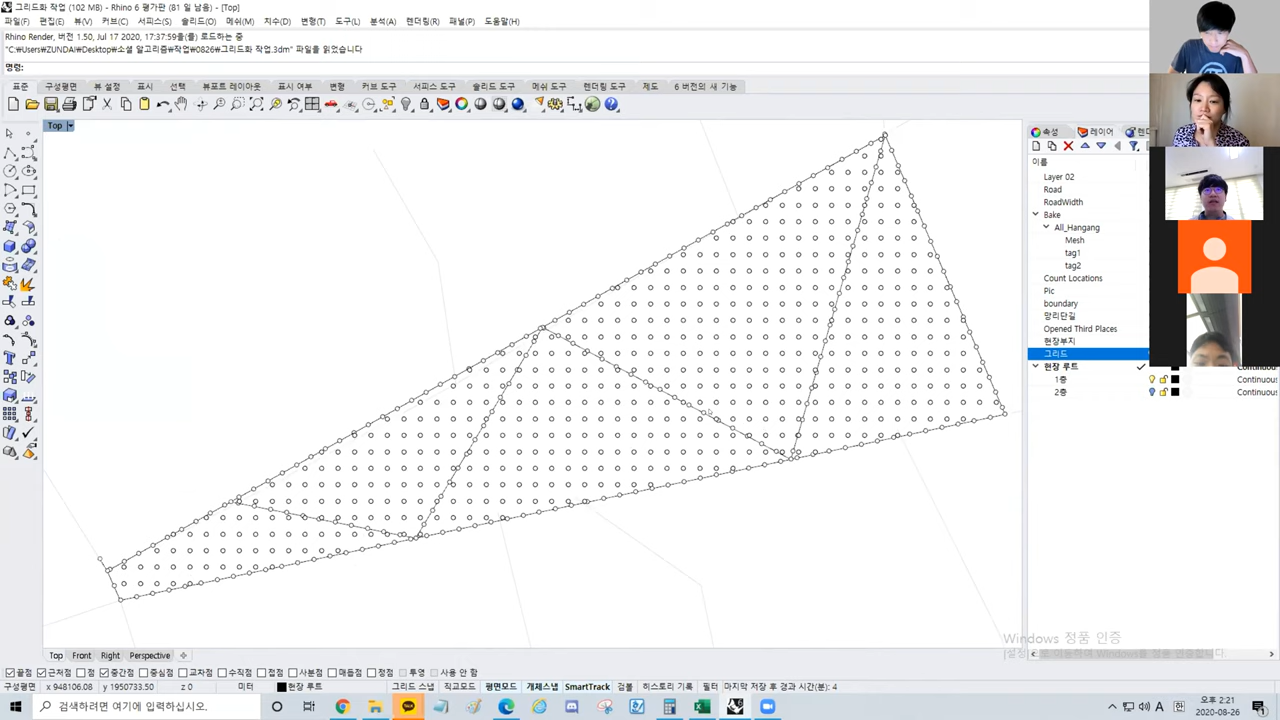 그리드화 작업 (102 MB) - Rhino 6 평가판 (81 일 남음) - [Top]
파일(F) 편집(E) 뷰(V) 커브(C) 서피스(S) 솔리드(O) 메쉬(M) 치수(D) 변형(T) 도구(L) 분석(A) 렌더링(R) 패널(P) 도움말(H)
Rhino Render, 버전 1.50, Jul 17 2020, 17:37:59을(를) 로드하는 중
"C:₩Users₩ZUNDAI₩Desktop₩소셜 알고리즘₩작업₩0826₩그리드화 작업.3dm" 파일을 읽었습니다
명령:
표준 구성평면 뷰 설정 표시 선택 뷰포트 레이아웃 표시 여부 변형 커브 도구 서피스 도구 솔리드 도구 메쉬 도구 렌더링 도구 제도 6 버전의 새 기능
Top
속성 레이어 렌더
이름
Layer 02
Road
RoadWidth
Bake
All_Hangang
Mesh
tag1
tag2
Count Locations
Pic
boundary
망리단길
Opened Third Places
현장부지
그리드
현장 루트
1층 Continuous
2층 Continuous
Windows 정품 인증
Top Front Right Perspective
끝점 근처점 점 중간점 중심점 교차점 수직점 접점 사분점 매듭점 정점 투영 사용 안 함
구성평면 x 948106.08 y 1950733.50 z 0 미터 현장 루트 그리드 스냅 직교모드 평면모드 개체스냅 SmartTrack 검볼 히스토리 기록 필터 마지막 저장 후 경과 시간(분): 4
검색하려면 여기에 입력하십시오.
A 오후 2:21
2020-08-26